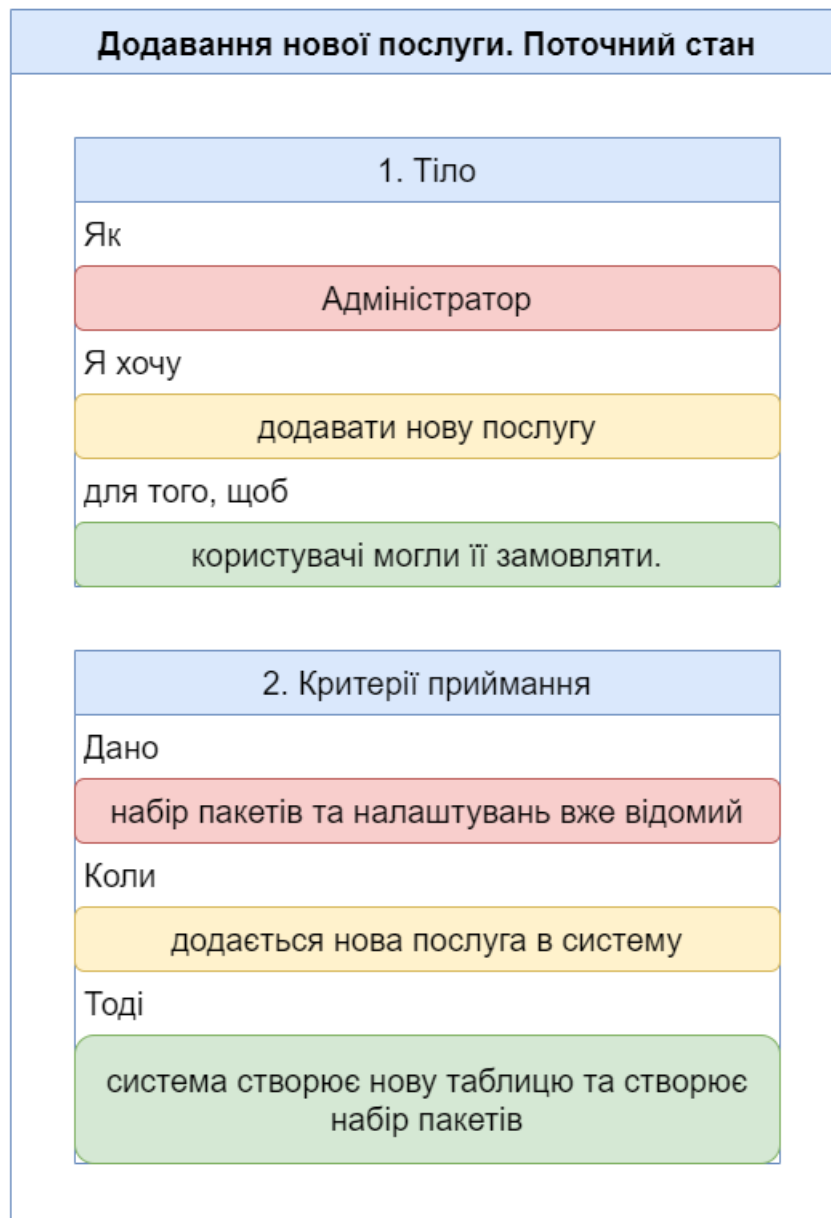 Додавання нової послуги. Поточний стан
1. Тіло
Як
Адміністратор
Я хочу
додавати нову послугу
для того, щоб
користувачі могли її замовляти.
2. Критерії приймання
Дано
набір пакетів та налаштувань вже відомий
Коли
додається нова послуга в систему
Тоді
система створює нову таблицю та створює
набір пакетів